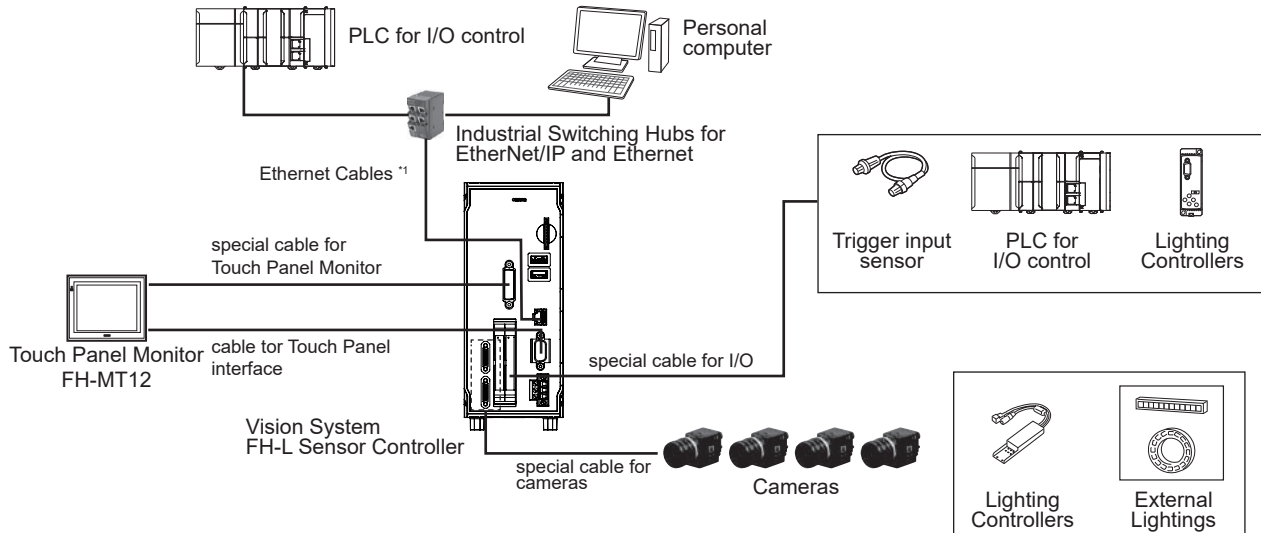 PLC for I/O control
Personal
computer
Industrial Switching Hubs for
EtherNet/IP and Ethernet
Ethernet Cables *1
special cable for
Touch Panel Monitor
Trigger input
sensor
PLC for
I/O control
Lighting
Controllers
Touch Panel Monitor
FH-MT12
cable tor Touch Panel
interface
special cable for I/O
Vision System
FH-L Sensor Controller
special cable for
cameras
Cameras
Lighting
Controllers
External
Lightings